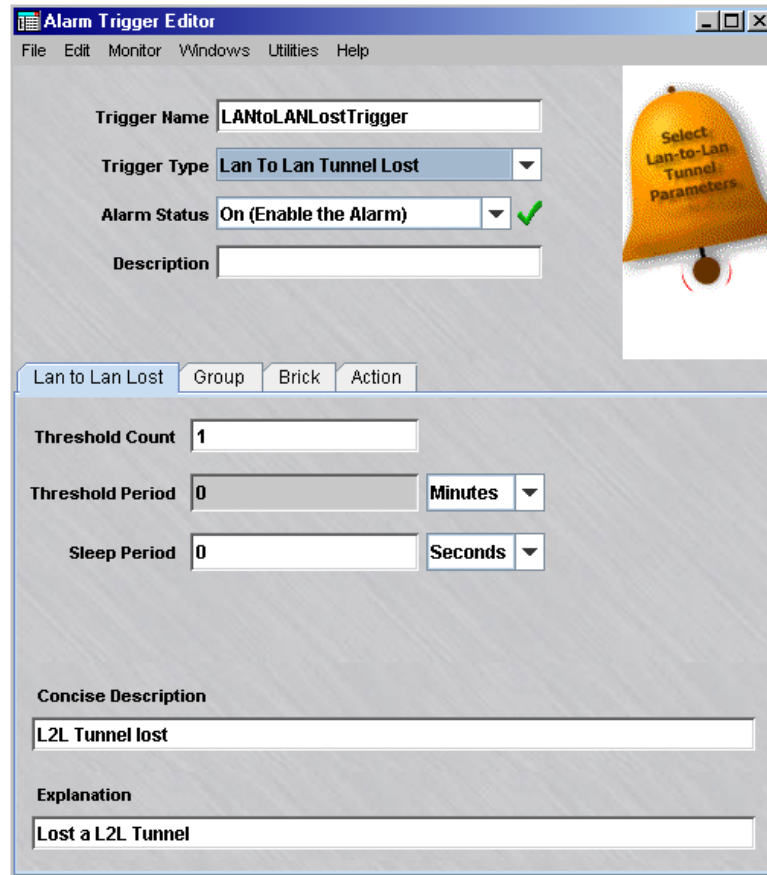 Alarm Trigger Editor
File Edit Monitor Windows Utilities Help
Trigger Name LANtoLANLostTrigger
Trigger Type Lan To Lan Tunnel Lost
Alarm Status On (Enable the Alarm)
Description
Select
Lan-to-Lan
Tunnel
Parameters
Lan to Lan Lost Group Brick Action
Threshold Count 1
Threshold Period 0 Minutes
Sleep Period 0 Seconds
Concise Description
L2L Tunnel lost
Explanation
Lost a L2L Tunnel